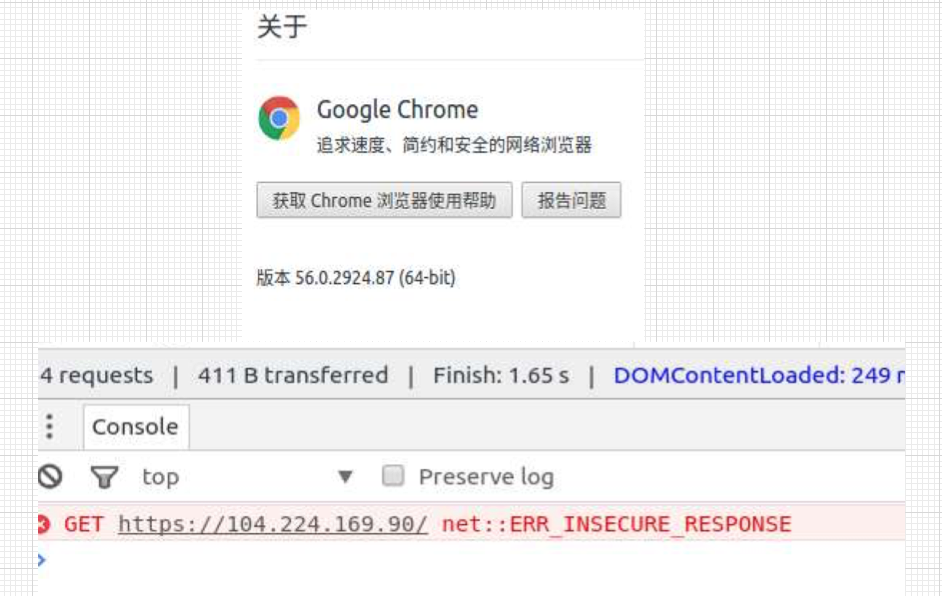 关于
Google Chrome
追求速度、简约和安全的网络浏览器
获取 Chrome 浏览器使用帮助 报告问题
版本 56.0.2924.87 (64-bit)
4 requests | 411 B transferred | Finish: 1.65 s | DOMContentLoaded: 249
Console
top ▼ Preserve log
GET https://104.224.169.90/ net::ERR_INSECURE_RESPONSE